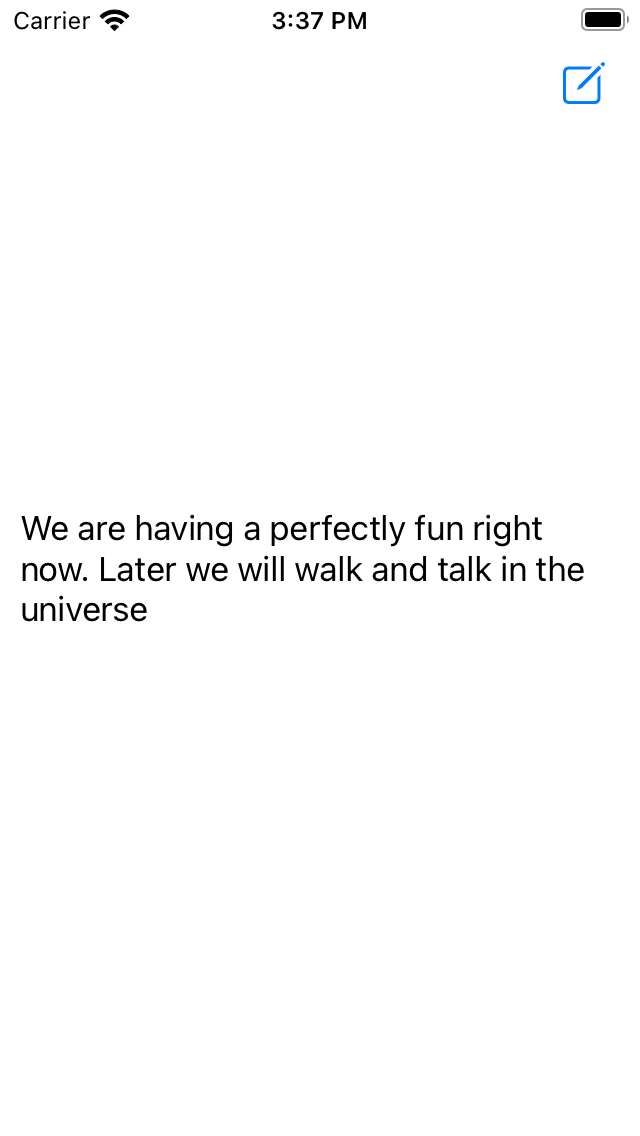 Carrier 3:37 PM
We are having a perfectly fun right
now. Later we will walk and talk in the
universe